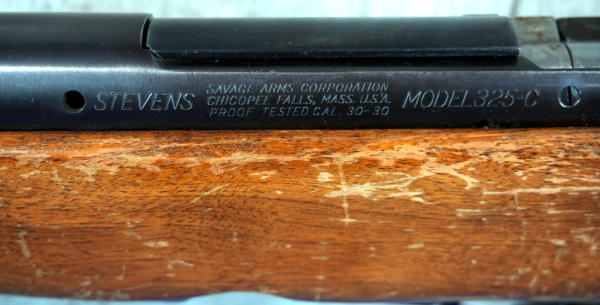 STEVENS
SAVAGE ARMS CORPORATION
CHICOPEE FALLS, MASS. U.S.A.
PROOF TESTED CAL. 30-30
MODEL 325-C